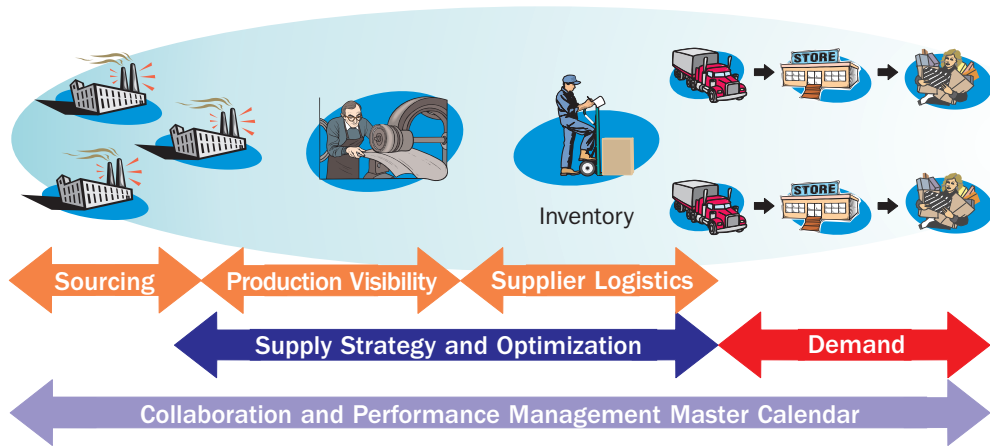 STORE
STORE
Inventory
Sourcing
Production Visibility
Supplier Logistics
Supply Strategy and Optimization
Demand
Collaboration and Performance Management Master Calendar